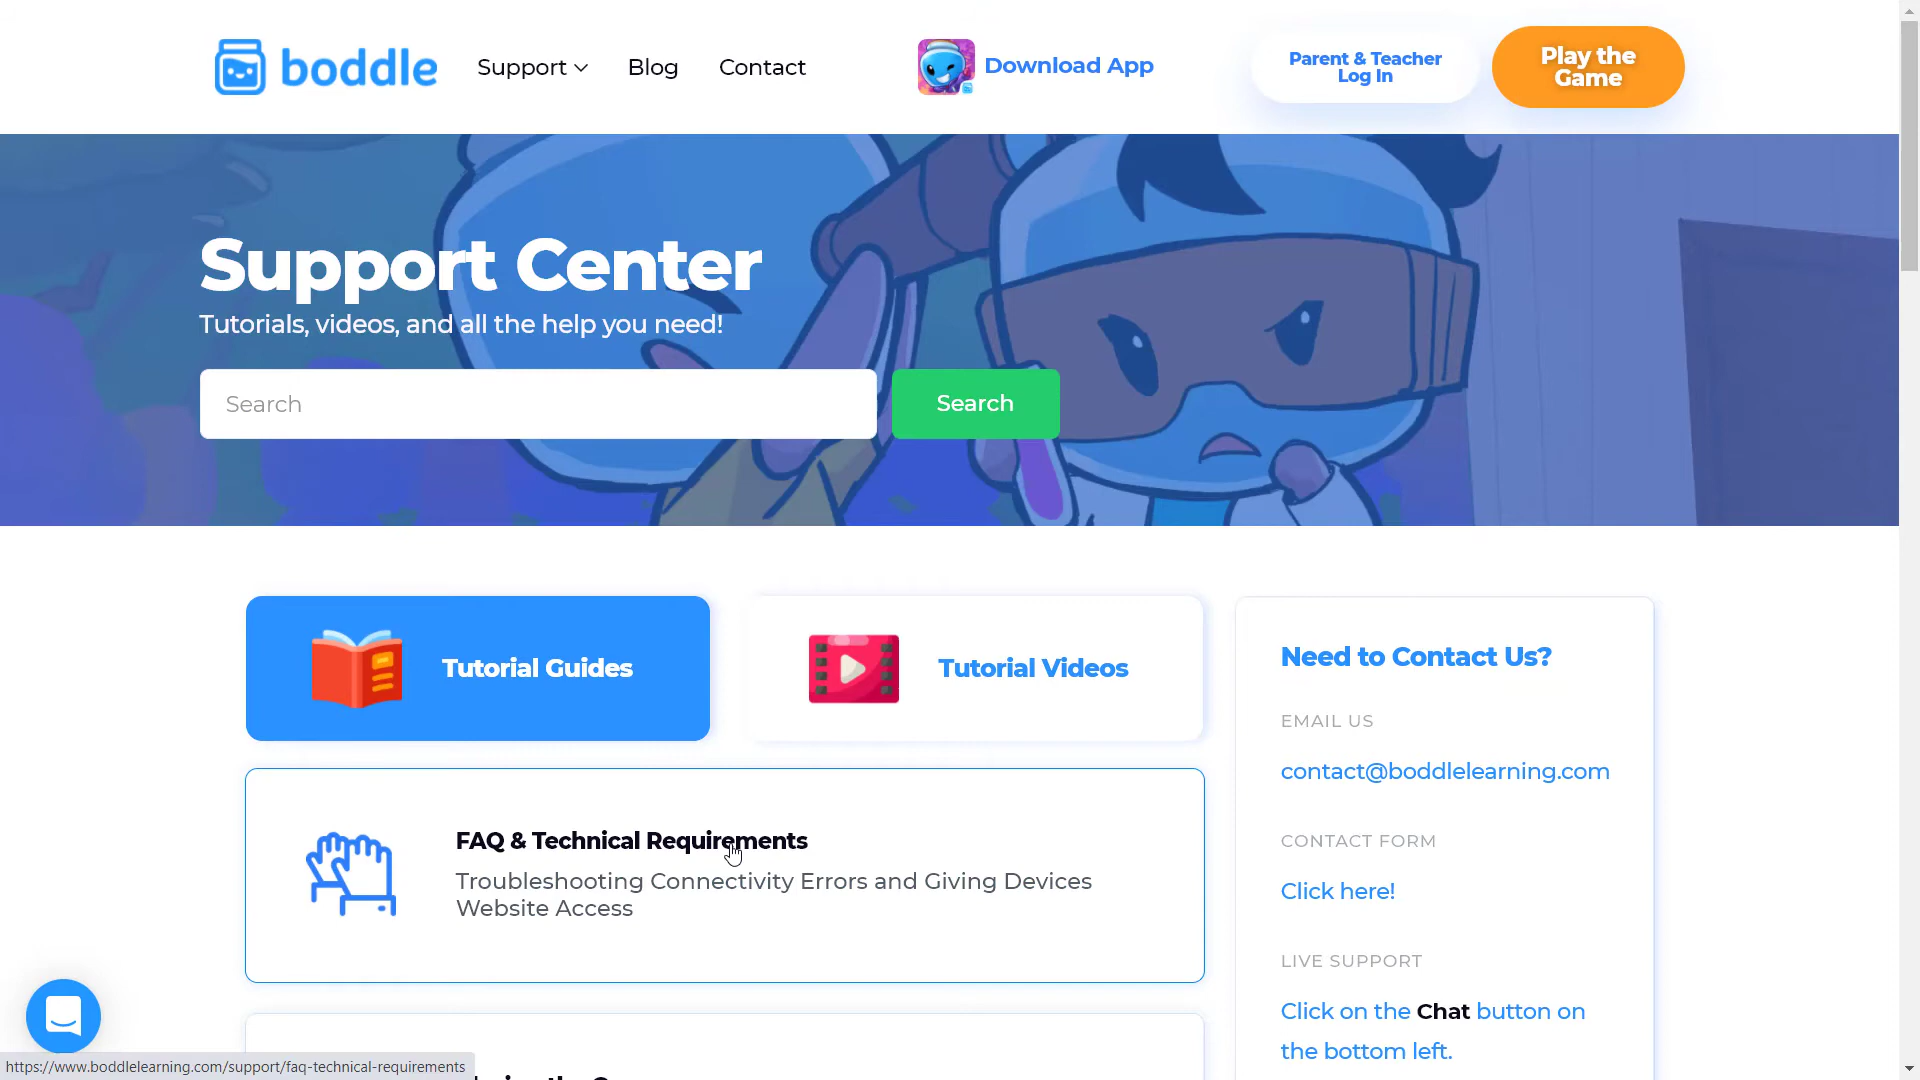 boddle
Support
Blog
Contact
Download App
Parent & Teacher
Log In
Play the
Game
Support Center
Tutorials, videos, and all the help you need!
Search
Search
Tutorial Guides
Tutorial Videos
FAQ & Technical Requirements
Troubleshooting Connectivity Errors and Giving Devices
Website Access
Need to Contact Us?
EMAIL US
contact@boddlelearning.com
CONTACT FORM
Click here!
LIVE SUPPORT
Click on the Chat button on
the bottom left.
https://www.boddlelearning.com/support/faq-technical-requirements